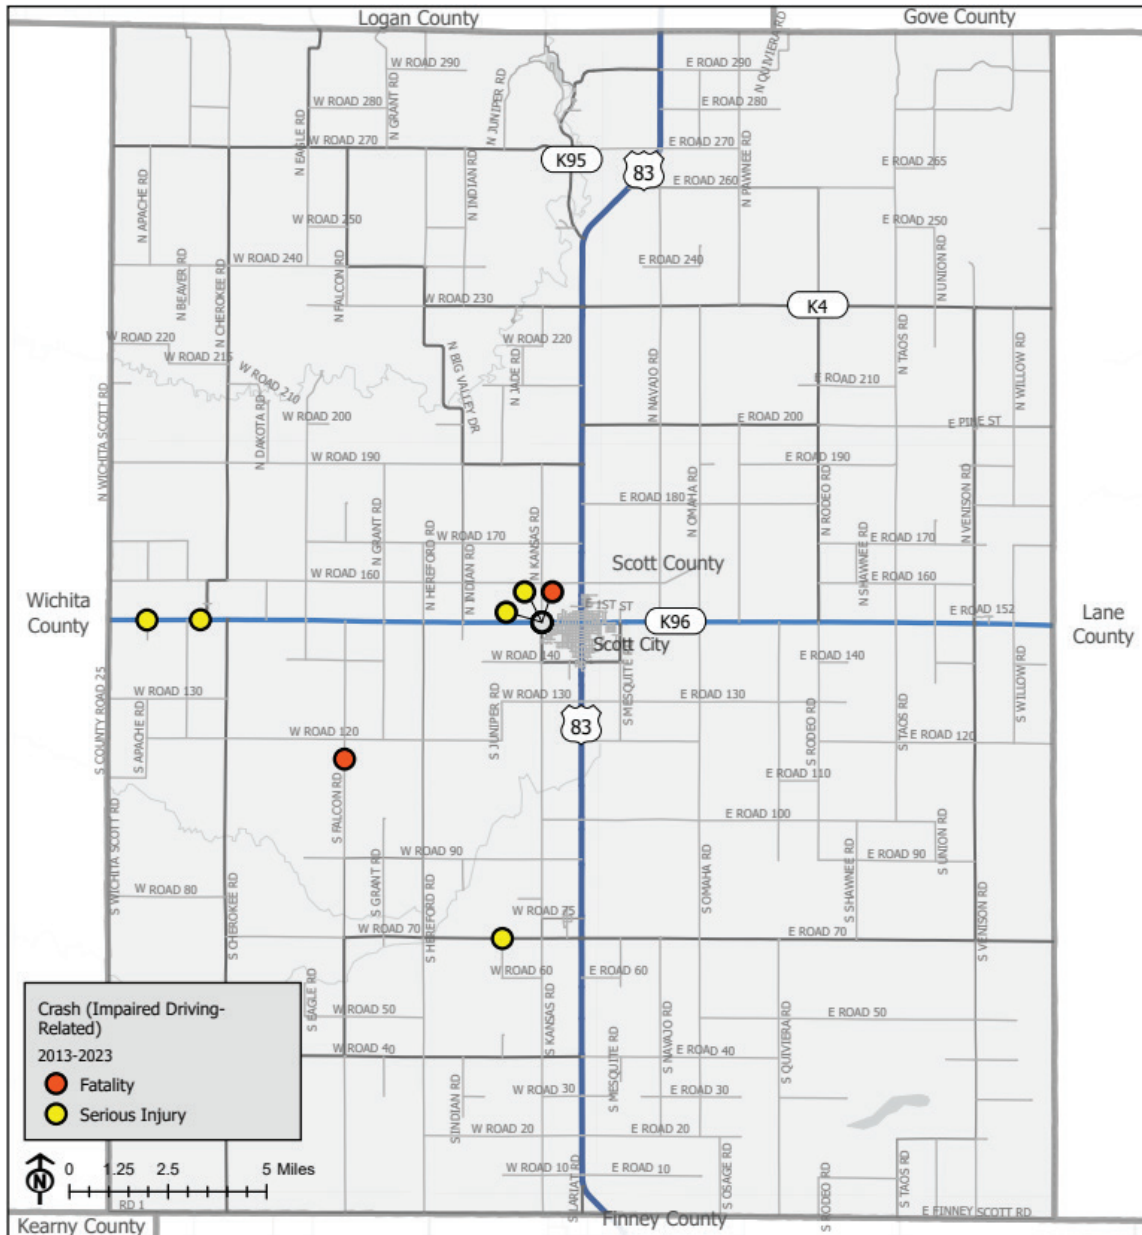 Logan County
Gove County
N QUIVIERA RD
W ROAD 290
E ROAD 290
N GRANT RD
N JUNIPER RD
W ROAD 280
E ROAD 280
N EAGLE RD
W ROAD 270
E ROAD 270
K95
83
N PAWNEE RD
E ROAD 265
N APACHE RD
N INDIAN RD
E ROAD 260
W ROAD 250
E ROAD 250
N BEAVER RD
N CHEROKEE RD
W ROAD 240
N FALCON RD
E ROAD 240
N UNION RD
W ROAD 230
K4
W ROAD 220
W ROAD 215
W ROAD 220
N BIG VALLEY DR
N JADE RD
N NAVAJO RD
N TAOS RD
N WILLOW RD
W ROAD 210
E ROAD 210
N WICHITA SCOTT RD
N DAKOTA RD
W ROAD 200
E ROAD 200
E PINE ST
W ROAD 190
E ROAD 190
N OMAHA RD
N RODEO RD
N VENISON RD
E ROAD 180
N GRANT RD
N HEREFORD RD
N INDIAN RD
N KANSAS RD
W ROAD 170
E ROAD 170
N SHAWNEE RD
Scott County
W ROAD 160
E ROAD 160
Wichita
County
E 1ST ST
K96
E ROAD 152
Lane
County
Scott City
W ROAD 140
E ROAD 140
S COUNTY ROAD 25
W ROAD 130
W ROAD 130
S MESQUITE RD
E ROAD 130
S WILLOW RD
S APACHE RD
S JUNIPER RD
83
S RODEO RD
S TAOS RD
W ROAD 120
E ROAD 120
E ROAD 110
S FALCON RD
S WICHITA SCOTT RD
E ROAD 100
S UNION RD
W ROAD 90
E ROAD 90
S GRANT RD
S HEREFORD RD
S OMAHA RD
S SHAWNEE RD
W ROAD 80
S CHEROKEE RD
W ROAD 75
S VENISON RD
W ROAD 70
E ROAD 70
W ROAD 60
E ROAD 60
S EAGLE RD
W ROAD 50
S KANSAS RD
E ROAD 50
S MESQUITE RD
S NAVAJO RD
S QUIVIERA RD
W ROAD 40
E ROAD 40
W ROAD 30
E ROAD 30
S INDIAN RD
W ROAD 20
E ROAD 20
W ROAD 10
E ROAD 10
S LARIAT RD
S OSAGE RD
S RODEO RD
S TAOS RD
Crash (Impaired Driving-
Related)
2013-2023
Fatality
Serious Injury
N
0 1.25 2.5 5 Miles
RD 1
E FINNEY SCOTT RD
Kearny County
Finney County